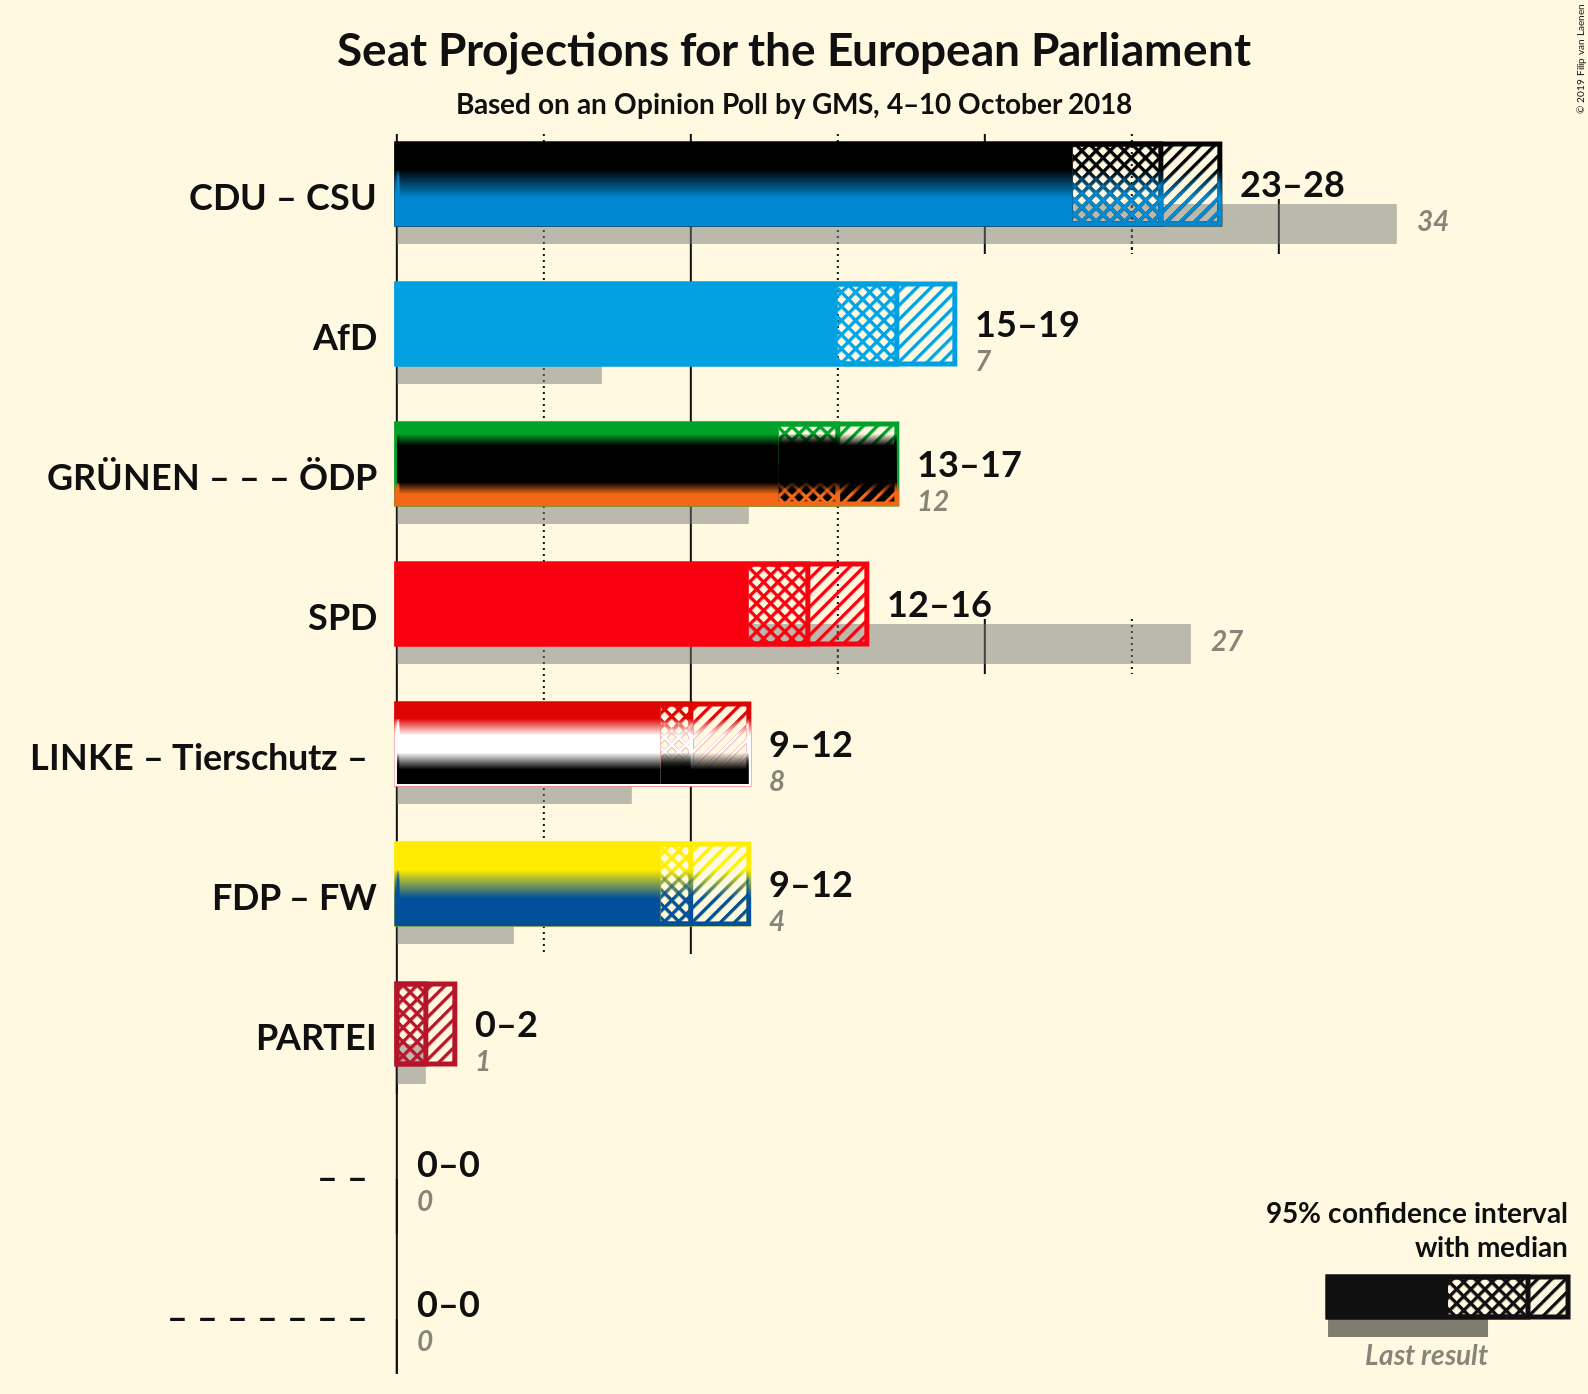 Seat Projections for the European Parliament
Based on an Opinion Poll by GMS, 4–10 October 2018
© 2019 Filip van Laenen
CDU – CSU
23–28
34
AfD
15–19
7
GRÜNEN – – – ÖDP
13–17
12
SPD
12–16
27
LINKE – Tierschutz –
9–12
8
FDP – FW
9–12
4
PARTEI
0–2
1
– –
0–0
0
– – – – – – –
0–0
0
95% confidence interval
with median
Last result